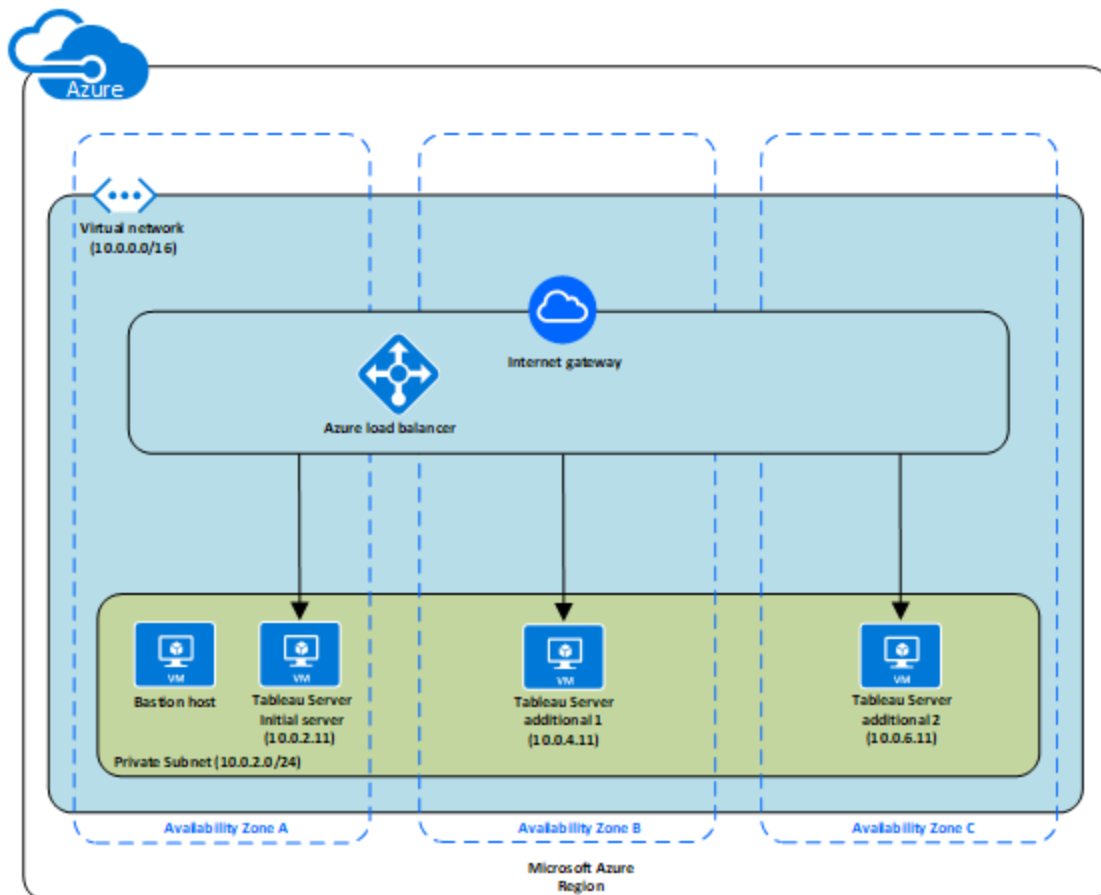 Azure
Virtual network
(10.0.0.0/16)
Internet gateway
Azure load balancer
VM
Bastion host
VM
Tableau Server
Initial server
(10.0.2.11)
VM
Tableau Server
additional 1
(10.0.4.11)
VM
Tableau Server
additional 2
(10.0.6.11)
Private Subnet (10.0.2.0/24)
Availability Zone A
Availability Zone B
Availability Zone C
Microsoft Azure
Region